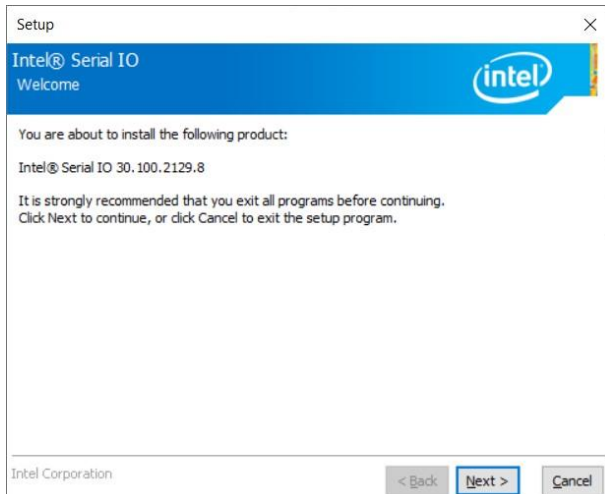 Setup
Intel® Serial IO
Welcome
intel
You are about to install the following product:
Intel® Serial IO 30.100.2129.8
It is strongly recommended that you exit all programs before continuing.
Click Next to continue, or click Cancel to exit the setup program.
Intel Corporation
< Back Next > Cancel